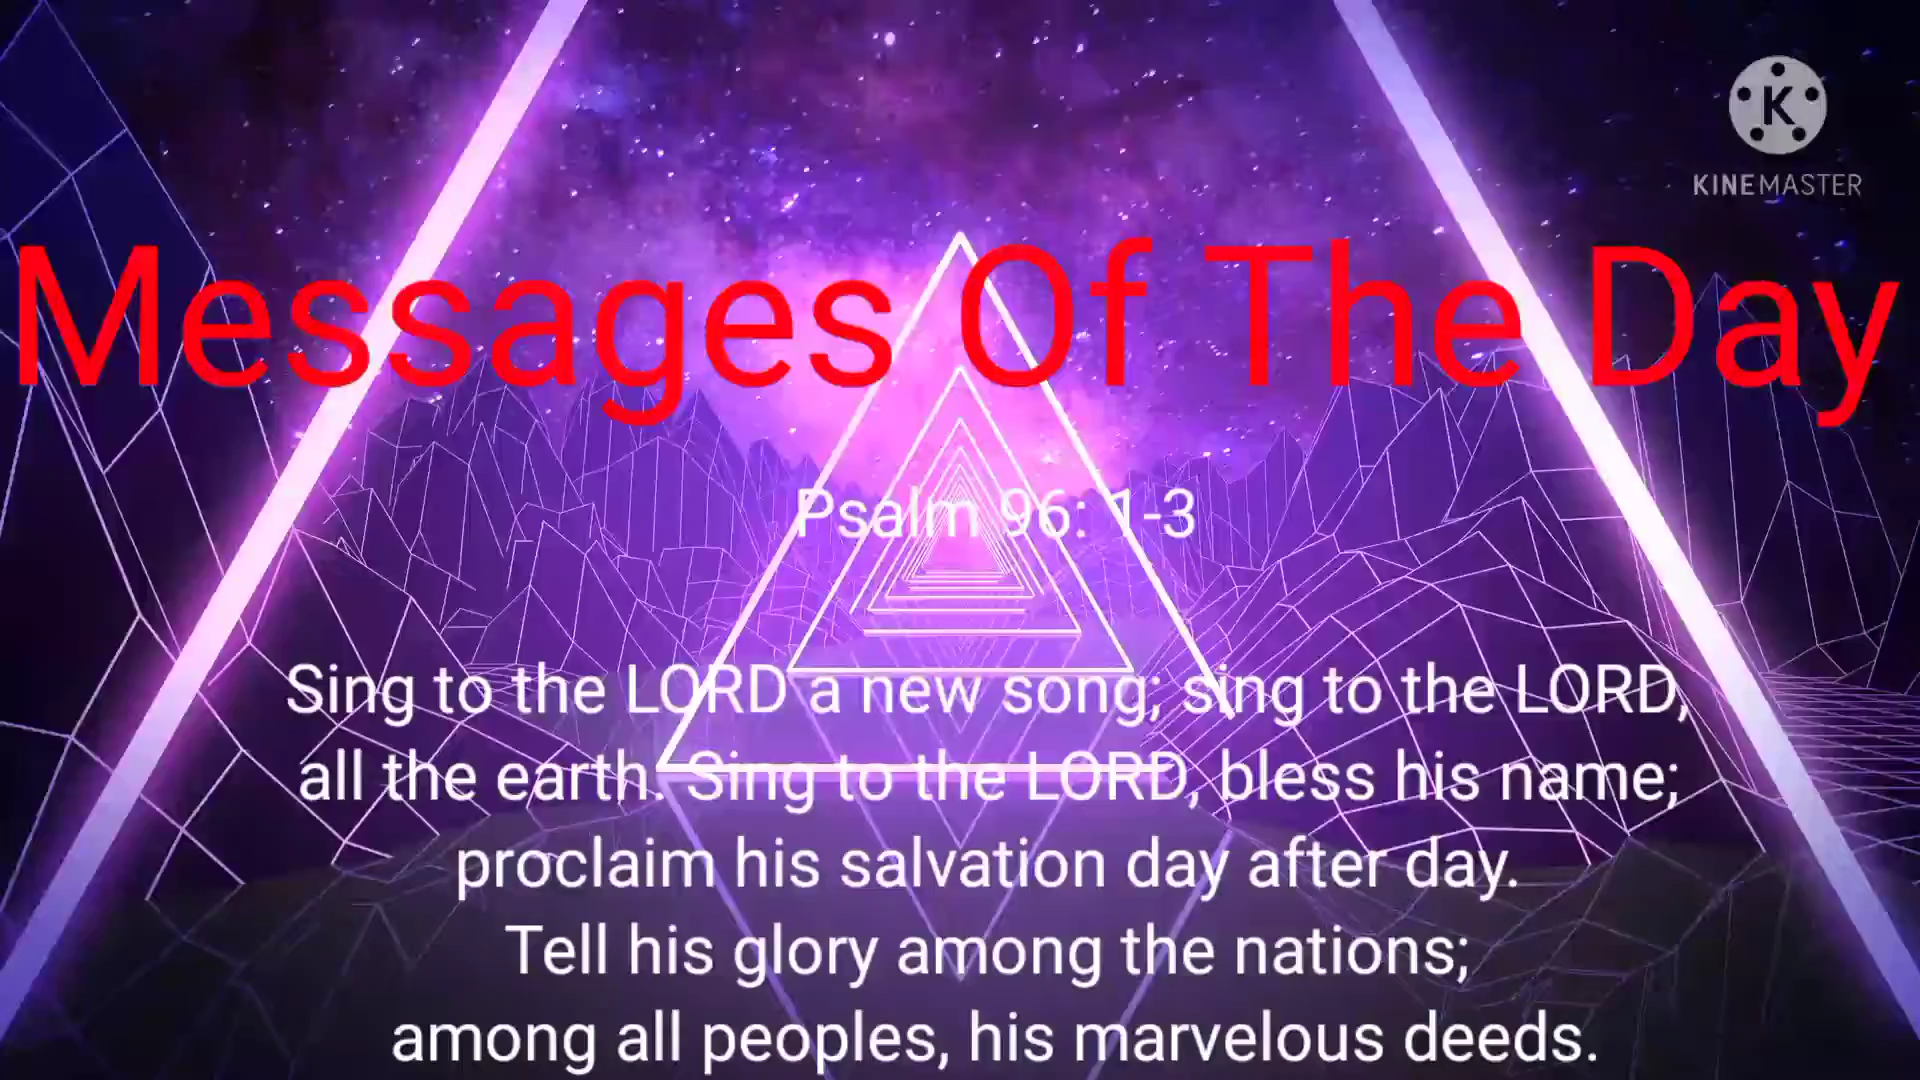 K
KINEMASTER
Messages Of The Day
Psalm 96: 1-3
Sing to the LORD a new song; sing to the LORD,
all the earth. Sing to the LORD, bless his name;
proclaim his salvation day after day.
Tell his glory among the nations;
among all peoples, his marvelous deeds.